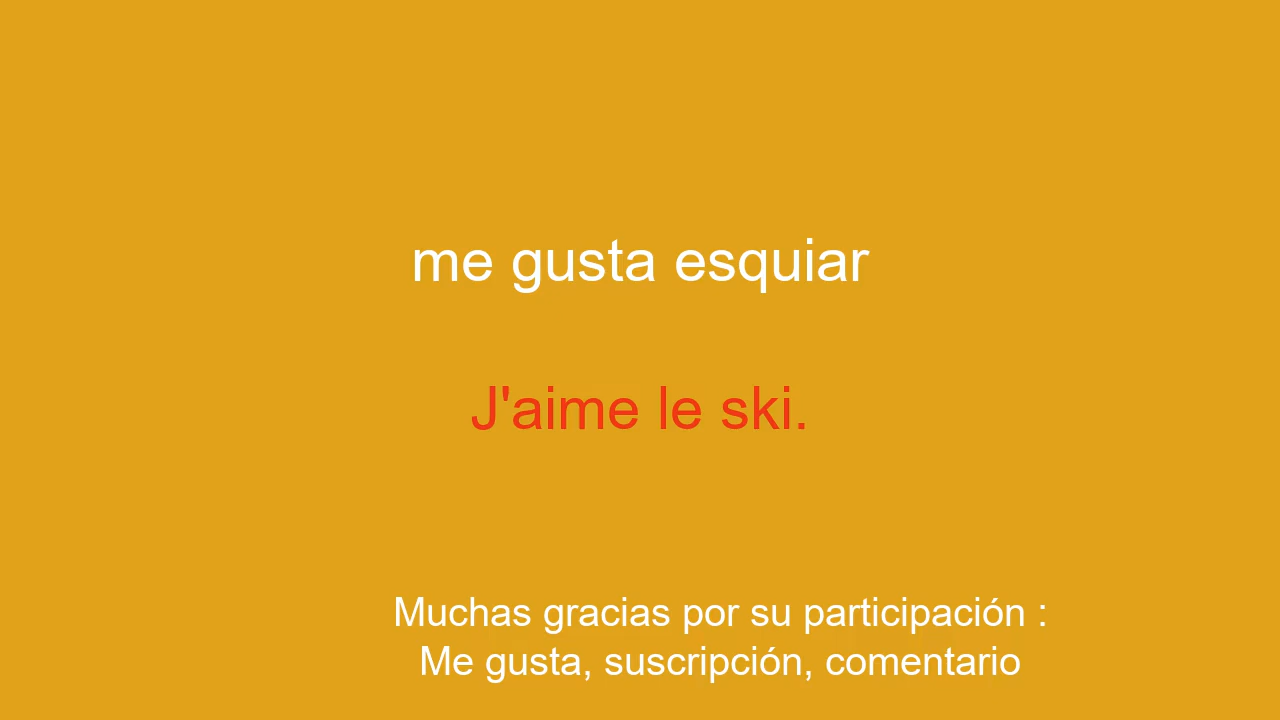 me gusta esquiar
J'aime le ski.
Muchas gracias por su participación :
Me gusta, suscripción, comentario